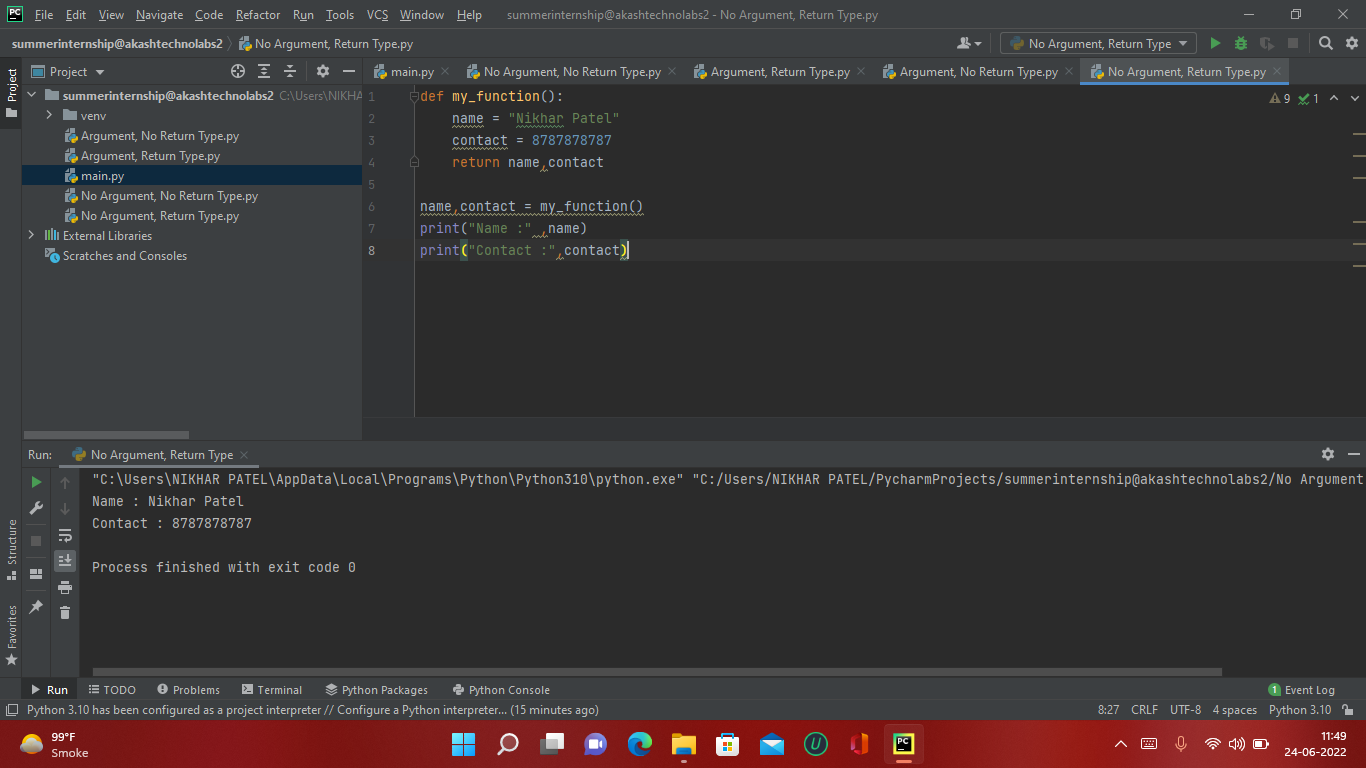 PC File Edit View Navigate Code Refactor Run Tools VCS Window Help summerinternship@akashtechnolabs2 - No Argument, Return Type.py
summerinternship@akashtechnolabs2 No Argument, Return Type.py No Argument, Return Type
Project main.py No Argument, No Return Type.py Argument, Return Type.py Argument, No Return Type.py No Argument, Return Type.py
Project
summerinternship@akashtechnolabs2 C:\Users\NIKHA
venv
Argument, No Return Type.py
Argument, Return Type.py
main.py
No Argument, No Return Type.py
No Argument, Return Type.py
External Libraries
Scratches and Consoles
1 def my_function():
2 name = "Nikhar Patel"
3 contact = 8787878787
4 return name,contact
5
6 name,contact = my_function()
7 print("Name :" ,name)
8 print("Contact :",contact)
9 1
Run: No Argument, Return Type
"C:\Users\NIKHAR PATEL\AppData\Local\Programs\Python\Python310\python.exe" "C:/Users/NIKHAR PATEL/PycharmProjects/summerinternship@akashtechnolabs2/No Argument
Name : Nikhar Patel
Contact : 8787878787
Process finished with exit code 0
Structure
Favorites
Run TODO Problems Terminal Python Packages Python Console 1 Event Log
Python 3.10 has been configured as a project interpreter // Configure a Python interpreter... (15 minutes ago) 8:27 CRLF UTF-8 4 spaces Python 3.10
99°F
Smoke
PC
U
11:49
24-06-2022